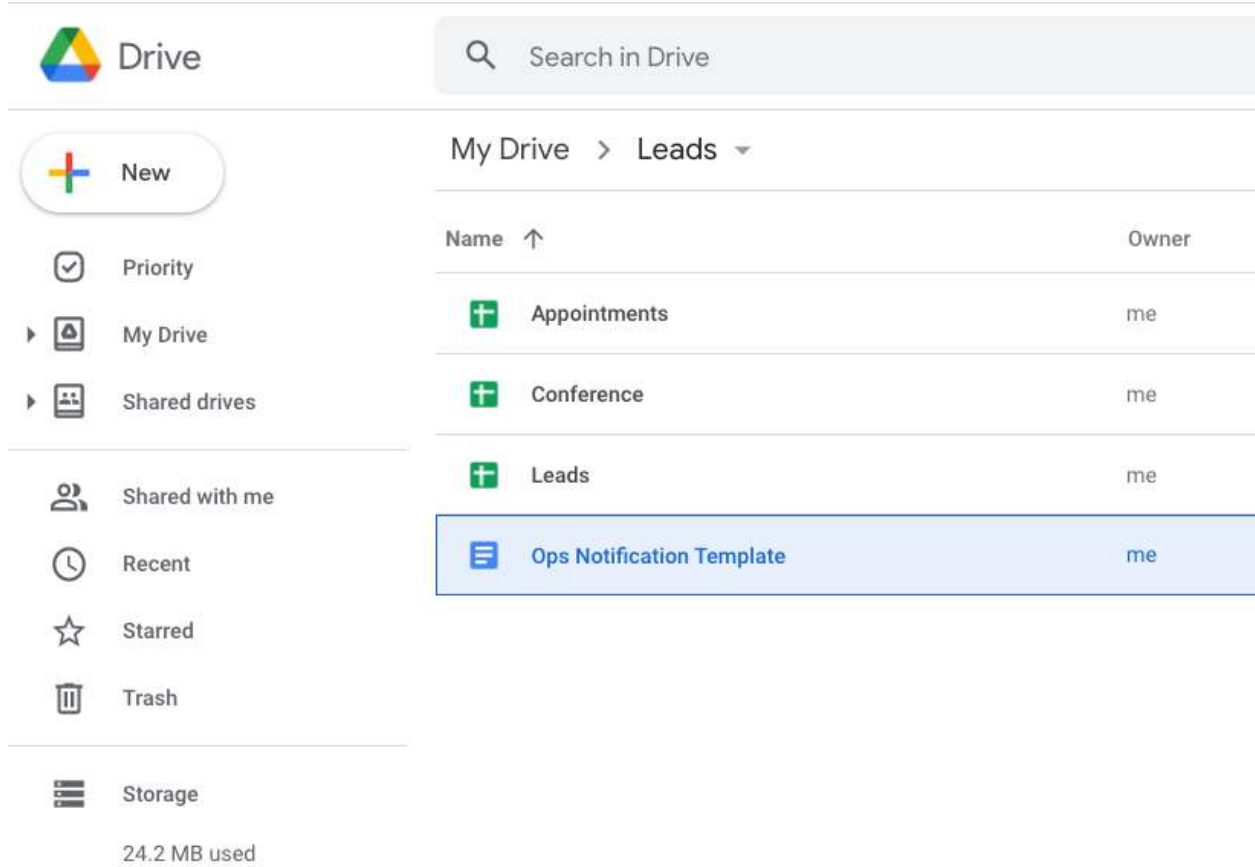 Drive
Search in Drive
New
Priority
My Drive
Shared drives
Shared with me
Recent
Starred
Trash
Storage
24.2 MB used
My Drive > Leads
Name Owner
Appointments me
Conference me
Leads me
Ops Notification Template me